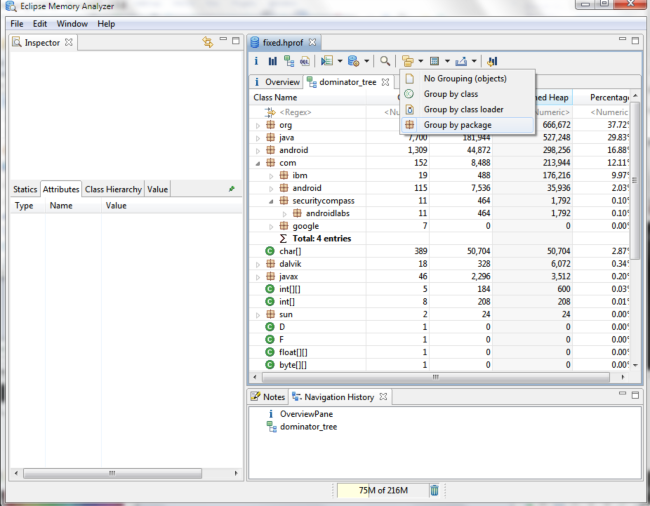 Eclipse Memory Analyzer
File Edit Window Help
Inspector
Statics Attributes Class Hierarchy Value
Type Name Value
fixed.hprof
i Overview dominator_tree
No Grouping (objects)
Group by class
Group by class loader
Group by package
Class Name Heap Percentage
<Regex> <Nu Numeric> <Numeric
org 666,672 37.72%
java 7,700 181,944 527,248 29.83%
android 1,309 44,872 298,256 16.88%
com 152 8,488 213,944 12.11%
ibm 19 488 176,216 9.97%
android 115 7,536 35,936 2.03%
securitycompass 11 464 1,792 0.10%
androidlabs 11 464 1,792 0.10%
google 7 0 0 0.00%
Σ Total: 4 entries
char[] 389 50,704 50,704 2.87%
dalvik 18 328 6,072 0.34%
javax 46 2,296 3,512 0.20%
int[][] 5 184 600 0.03%
int[] 8 208 208 0.01%
sun 2 24 24 0.00%
D 1 0 0 0.00%
F 1 0 0 0.00%
float[][] 1 0 0 0.00%
byte[][] 1 0 0 0.00%
Notes Navigation History
i OverviewPane
dominator_tree
75M of 216M